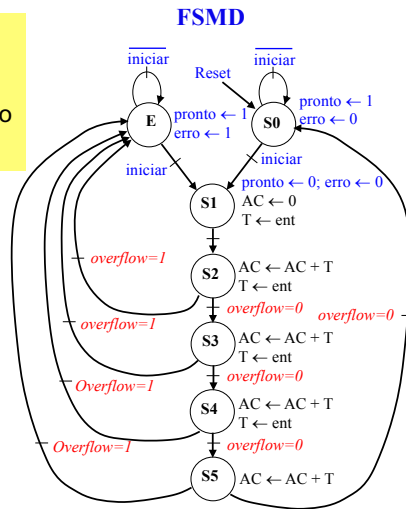 FSMD
iniciar
iniciar
Reset
o
E
pronto ← 1
erro ← 1
S0
pronto ← 1
erro ← 0
iniciar
iniciar
pronto ← 0; erro ← 0
S1
AC ← 0
T ← ent
overflow=1
S2
AC ← AC + T
T ← ent
overflow=0
overflow=0
overflow=1
S3
AC ← AC + T
T ← ent
overflow=0
Overflow=1
S4
AC ← AC + T
T ← ent
Overflow=1
overflow=0
S5
AC ← AC + T